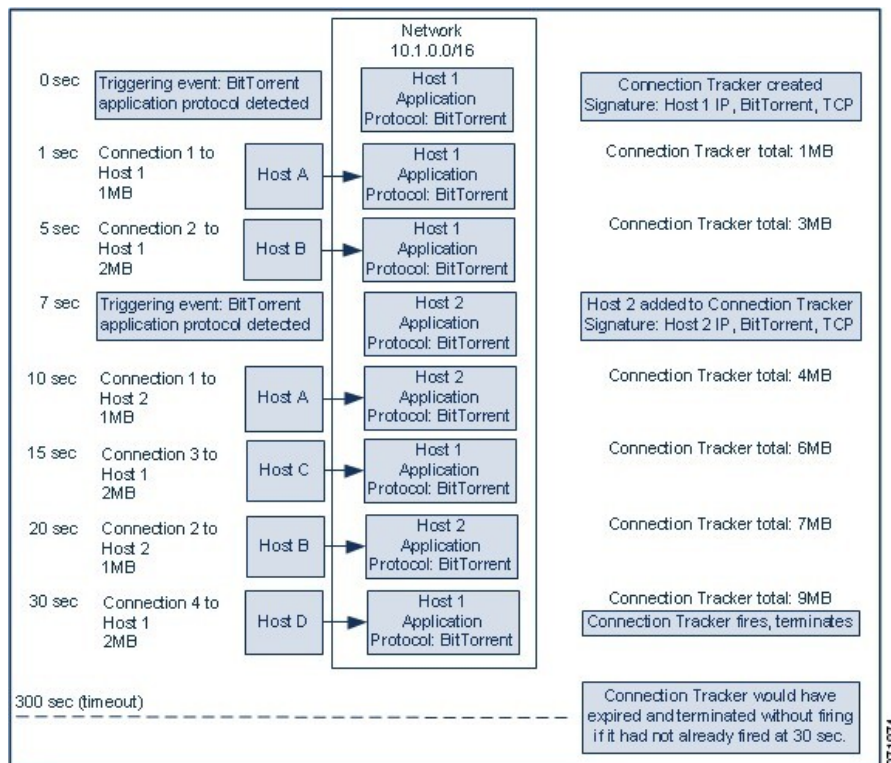 Network
10.1.0.0/16
0 sec
Triggering event: BitTorrent
application protocol detected
Host 1
Application
Protocol: BitTorrent
Connection Tracker created
Signature: Host 1 IP, BitTorrent, TCP
1 sec
Connection 1 to
Host 1
1MB
Host A
Host 1
Application
Protocol: BitTorrent
Connection Tracker total: 1MB
5 sec
Connection 2 to
Host 1
2MB
Host B
Host 1
Application
Protocol: BitTorrent
Connection Tracker total: 3MB
7 sec
Triggering event: BitTorrent
application protocol detected
Host 2
Application
Protocol: BitTorrent
Host 2 added to Connection Tracker
Signature: Host 2 IP, BitTorrent, TCP
10 sec
Connection 1 to
Host 2
1MB
Host A
Host 2
Application
Protocol: BitTorrent
Connection Tracker total: 4MB
15 sec
Connection 3 to
Host 1
2MB
Host C
Host 1
Application
Protocol: BitTorrent
Connection Tracker total: 6MB
20 sec
Connection 2 to
Host 2
1MB
Host B
Host 2
Application
Protocol: BitTorrent
Connection Tracker total: 7MB
30 sec
Connection 4 to
Host 1
2MB
Host D
Host 1
Application
Protocol: BitTorrent
Connection Tracker total: 9MB
Connection Tracker fires, terminates
300 sec (timeout)
Connection Tracker would have
expired and terminated without firing
if it had not already fired at 30 sec.